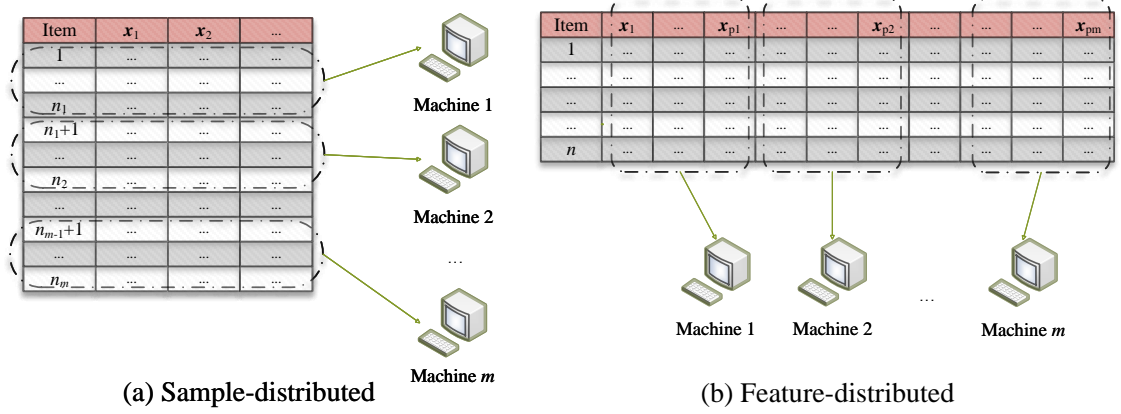 Item x1 x2 ...
1 ... ... ...
... ... ... ...
n1 ... ... ...
n1+1 ... ... ...
... ... ... ...
n2 ... ... ...
... ... ... ...
nm-1+1 ... ... ...
... ... ... ...
nm ... ... ...
Machine 1
Machine 2
...
Machine m
(a) Sample-distributed
Item x1 ... xp1 ... ... xp2 ... ... ... xpm
1 ... ... ... ... ... ... ... ... ... ...
... ... ... ... ... ... ... ... ... ... ...
... ... ... ... ... ... ... ... ... ... ...
... ... ... ... ... ... ... ... ... ... ...
n ... ... ... ... ... ... ... ... ... ...
Machine 1 Machine 2 ... Machine m
(b) Feature-distributed